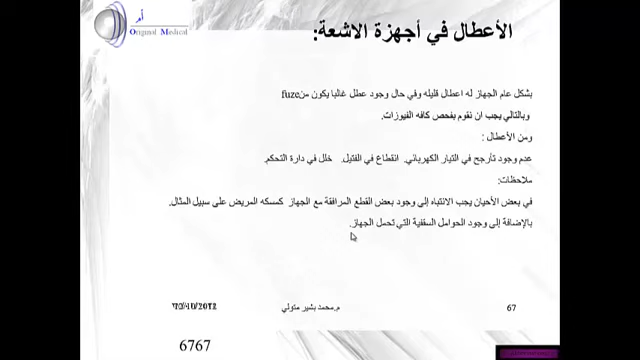 أم
Original Medical
الأعطال في أجهزة الاشعة:
بشكل عام الجهاز له اعطال قليله وفي حال وجود عطل غالبا يكون من fuze
وبالتالي يجب ان نقوم بفحص كافه الفيوزات.
ومن الأعطال :
عدم وجود تأرجح في التيار الكهربائي. انقطاع في الفتيل. خلل في دارة التحكم.
ملاحظات:
في بعض الأحيان يجب الانتباه إلى وجود بعض القطع المرافقة مع الجهاز كمسكه المريض على سبيل المثال.
بالإضافة إلى وجود الحوامل السقفية التي تحمل الجهاز.
67
م.محمد بشير متولي
6767